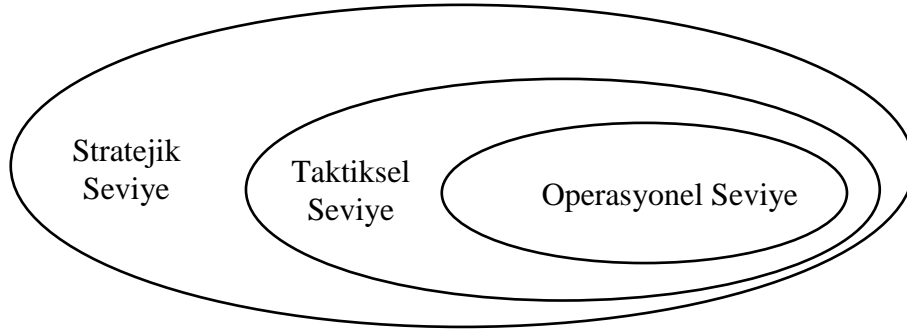 Stratejik
Seviye
Taktiksel
Seviye
Operasyonel Seviye